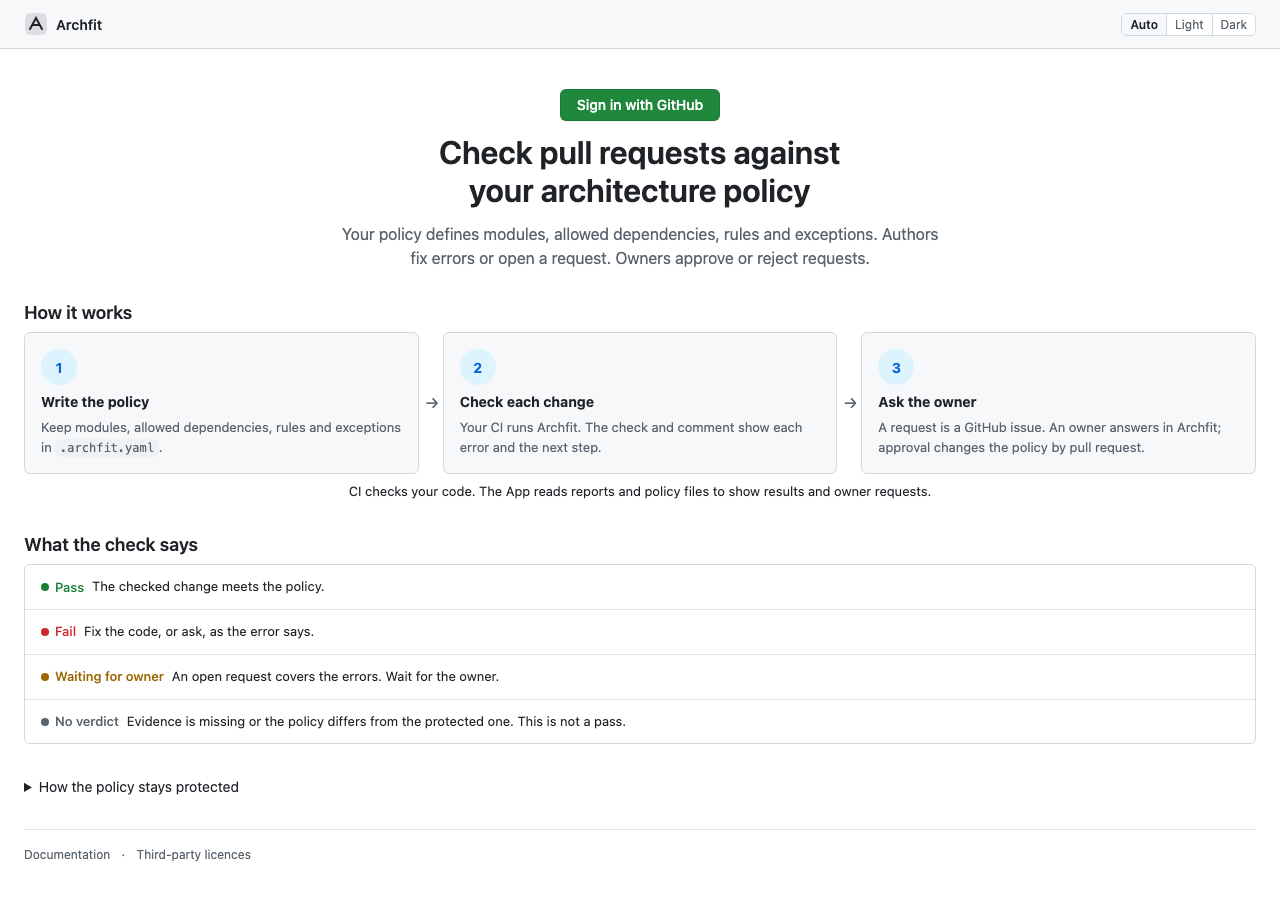 Archfit
Auto Light Dark
Sign in with GitHub
Check pull requests against
your architecture policy
Your policy defines modules, allowed dependencies, rules and exceptions. Authors
fix errors or open a request. Owners approve or reject requests.
How it works
1
Write the policy
Keep modules, allowed dependencies, rules and exceptions
in .archfit.yaml.
→
2
Check each change
Your CI runs Archfit. The check and comment show each
error and the next step.
→
3
Ask the owner
A request is a GitHub issue. An owner answers in Archfit;
approval changes the policy by pull request.
CI checks your code. The App reads reports and policy files to show results and owner requests.
What the check says
Pass The checked change meets the policy.
Fail Fix the code, or ask, as the error says.
Waiting for owner An open request covers the errors. Wait for the owner.
No verdict Evidence is missing or the policy differs from the protected one. This is not a pass.
How the policy stays protected
Documentation · Third-party licences